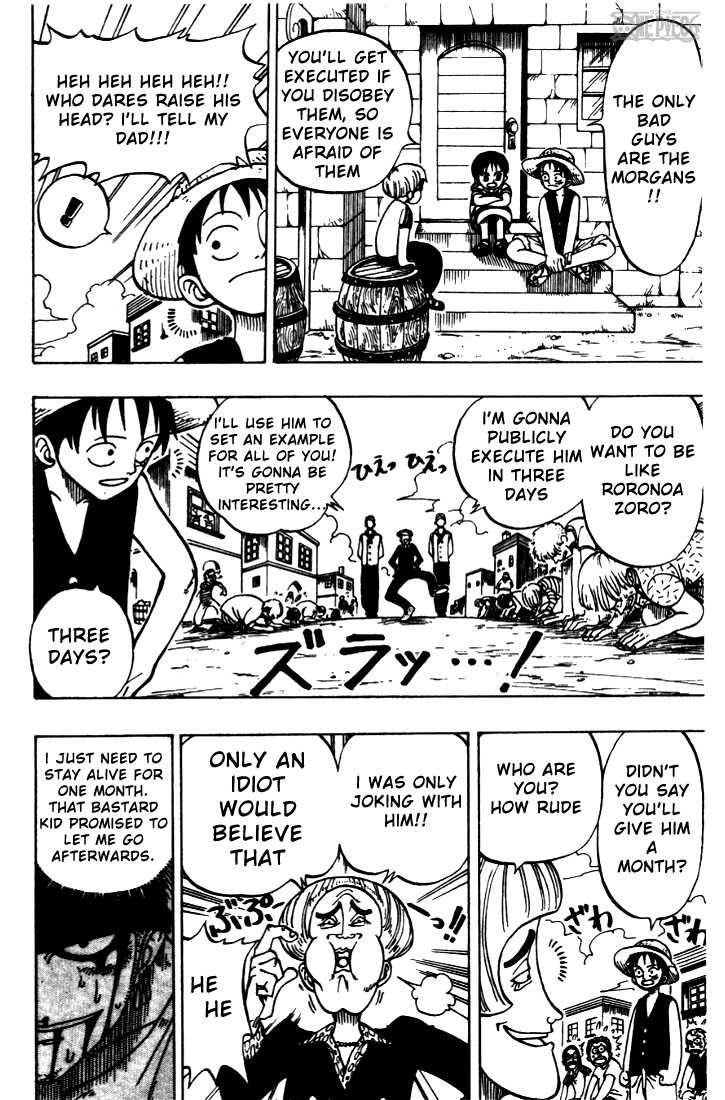 THE ONLY
BAD
GUYS
ARE THE
MORGANS
!!
YOU'LL GET
EXECUTED IF
YOU DISOBEY
THEM, SO
EVERYONE IS
AFRAID OF
THEM
HEH HEH HEH HEH!!
WHO DARES RAISE HIS
HEAD? I'LL TELL MY
DAD!!!
!!
DO YOU
WANT TO BE
LIKE
RORONOA
ZORO?
I'M GONNA
PUBLICLY
EXECUTE HIM
IN THREE
DAYS
ひえっ ひえっ
I'LL USE HIM TO
SET AN EXAMPLE
FOR ALL OF YOU!
IT'S GONNA BE
PRETTY
INTERESTING...
THREE
DAYS?
ズラッ…!
DIDN'T
YOU SAY
YOU'LL
GIVE HIM
A
MONTH?
WHO ARE
YOU?
HOW RUDE
ざわ
ざわ
I WAS ONLY
JOKING WITH
HIM!!
ONLY AN
IDIOT
WOULD
BELIEVE
THAT
ぶぷ
ーっ!!
HE
HE
I JUST NEED TO
STAY ALIVE FOR
ONE MONTH.
THAT BASTARD
KID PROMISED TO
LET ME GO
AFTERWARDS.